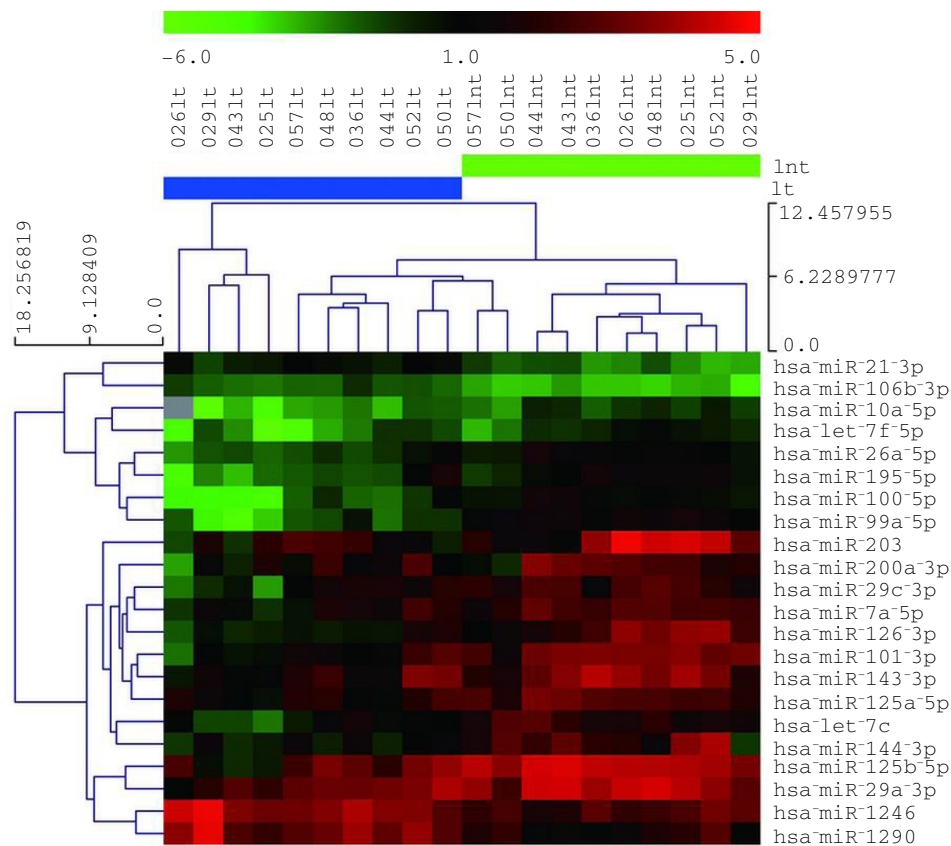 -6.0 1.0 5.0
026lt 029lt 043lt 025lt 057lt 048lt 036lt 044lt 052lt 050lt 057lnt 050lnt 044lnt 043lnt 036lnt 026lnt 048lnt 025lnt 052lnt 029lnt
lnt
lt
12.457955
6.2289777
0.0
18.256819 9.128409 0.0
hsa-miR-21-3p
hsa-miR-106b-3p
hsa-miR-10a-5p
hsa-let-7f-5p
hsa-miR-26a-5p
hsa-miR-195-5p
hsa-miR-100-5p
hsa-miR-99a-5p
hsa-miR-203
hsa-miR-200a-3p
hsa-miR-29c-3p
hsa-miR-7a-5p
hsa-miR-126-3p
hsa-miR-101-3p
hsa-miR-143-3p
hsa-miR-125a-5p
hsa-let-7c
hsa-miR-144-3p
hsa-miR-125b-5p
hsa-miR-29a-3p
hsa-miR-1246
hsa-miR-1290